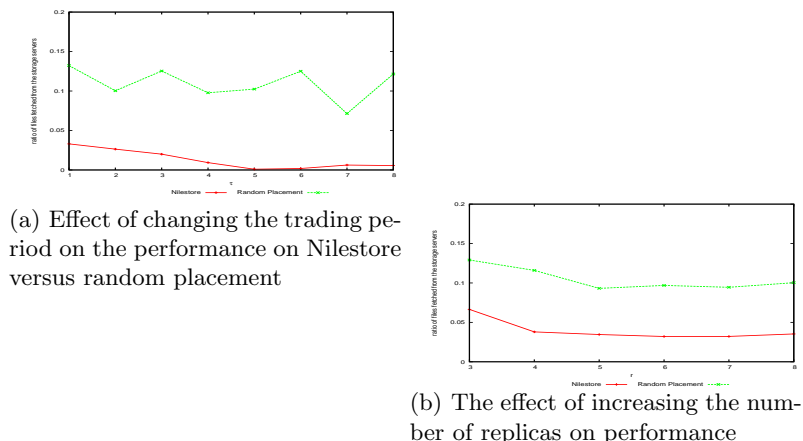 0.2
0.15
0.1
0.05
0
ratio of files fetched from the storage servers
1 2 3 4 5 6 7 8
τ
Nilestore Random Placement
(a) Effect of changing the trading pe-
riod on the performance on Nilestore
versus random placement
0.2
0.15
0.1
0.05
0
ratio of files fetched from the storage servers
3 4 5 6 7 8
r
Nilestore Random Placement
(b) The effect of increasing the num-
ber of replicas on performance